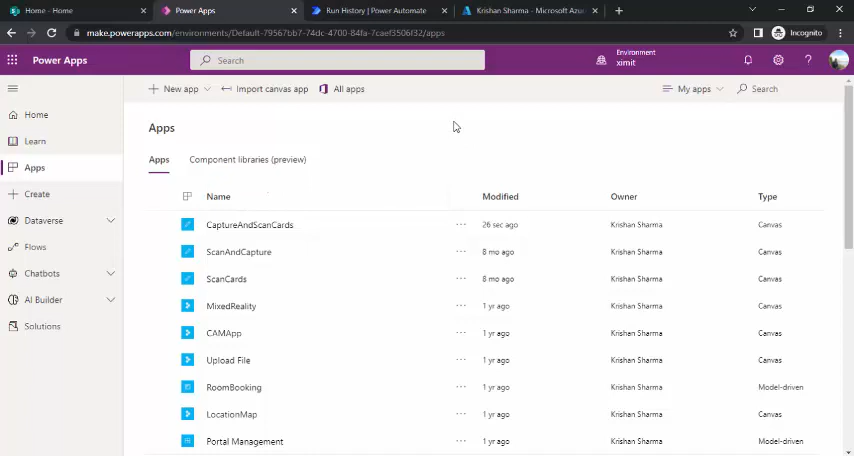 Home - Home
Power Apps
Run History | Power Automate
Krishan Sharma - Microsoft Azu
make.powerapps.com/environments/Default-79567bb7-74dc-4700-84fa-7caef3506f32/apps
Incognito
Power Apps
Search
Environment
ximit
New app
Import canvas app
All apps
My apps
Search
Home
Learn
Apps
Create
Dataverse
Flows
Chatbots
AI Builder
Solutions
Apps
Apps
Component libraries (preview)
Name
Modified
Owner
Type
CaptureAndScanCards
26 sec ago
Krishan Sharma
Canvas
ScanAndCapture
8 mo ago
Krishan Sharma
Canvas
ScanCards
8 mo ago
Krishan Sharma
Canvas
MixedReality
1 yr ago
Krishan Sharma
Canvas
CAMApp
1 yr ago
Krishan Sharma
Canvas
Upload File
1 yr ago
Krishan Sharma
Canvas
RoomBooking
1 yr ago
Krishan Sharma
Model-driven
LocationMap
1 yr ago
Krishan Sharma
Canvas
Portal Management
1 yr ago
Krishan Sharma
Model-driven